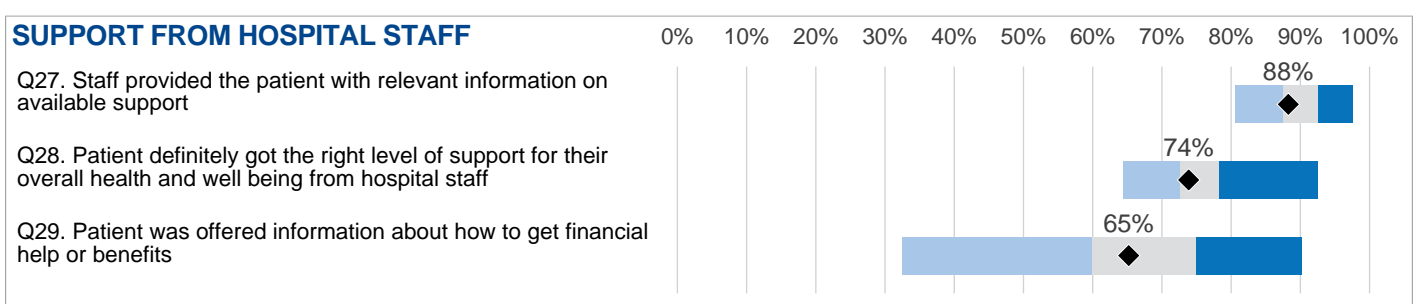 SUPPORT FROM HOSPITAL STAFF
0% 10% 20% 30% 40% 50% 60% 70% 80% 90% 100%
Q27. Staff provided the patient with relevant information on
available support
88%
Q28. Patient definitely got the right level of support for their
overall health and well being from hospital staff
74%
Q29. Patient was offered information about how to get financial
help or benefits
65%